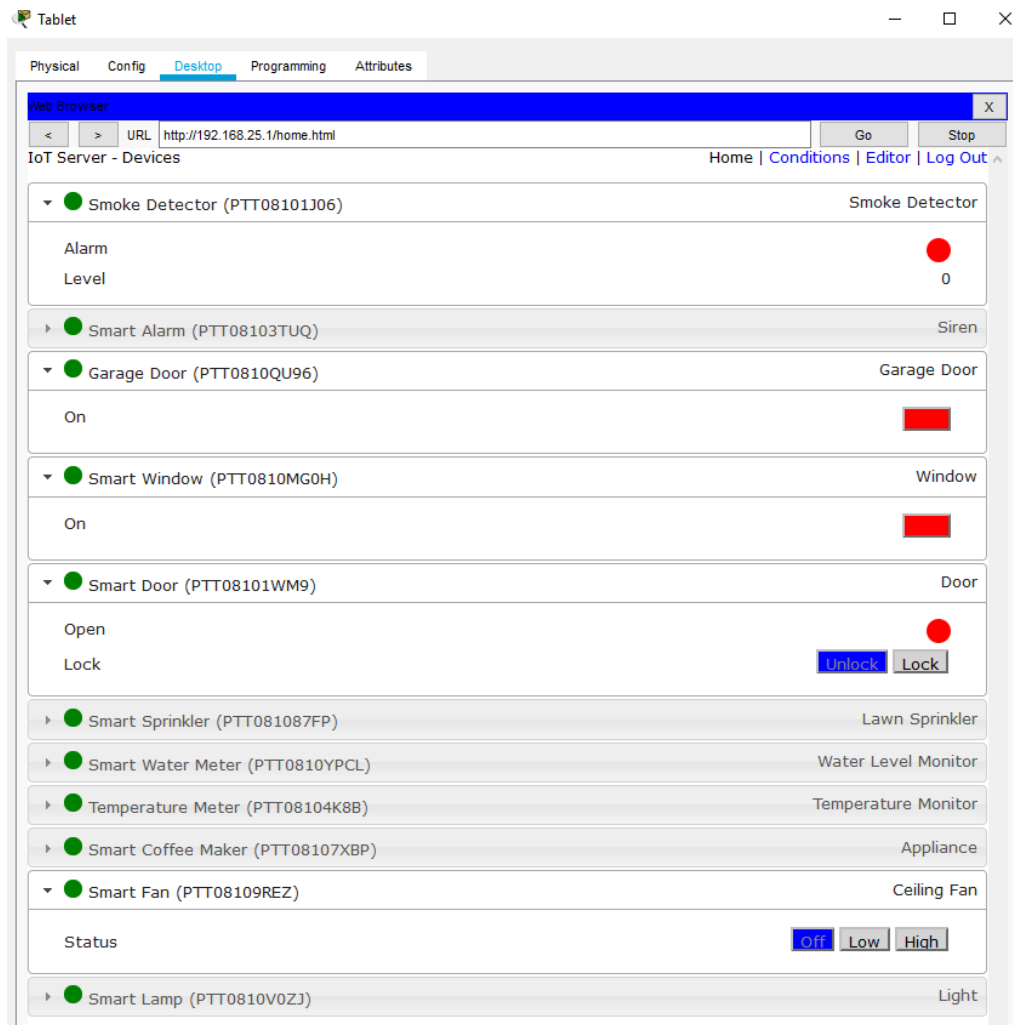 Tablet
Physical Config Desktop Programming Attributes
Web Browser X
< > URL http://192.168.25.1/home.html Go Stop
IoT Server - Devices Home | Conditions | Editor | Log Out
Smoke Detector (PTT08101J06) Smoke Detector
Alarm
Level 0
Smart Alarm (PTT08103TUQ) Siren
Garage Door (PTT0810QU96) Garage Door
On
Smart Window (PTT0810MG0H) Window
On
Smart Door (PTT08101WM9) Door
Open
Lock Unlock Lock
Smart Sprinkler (PTT081087FP) Lawn Sprinkler
Smart Water Meter (PTT0810YPCL) Water Level Monitor
Temperature Meter (PTT08104K8B) Temperature Monitor
Smart Coffee Maker (PTT08107XBP) Appliance
Smart Fan (PTT08109REZ) Ceiling Fan
Status Off Low High
Smart Lamp (PTT0810V0ZJ) Light